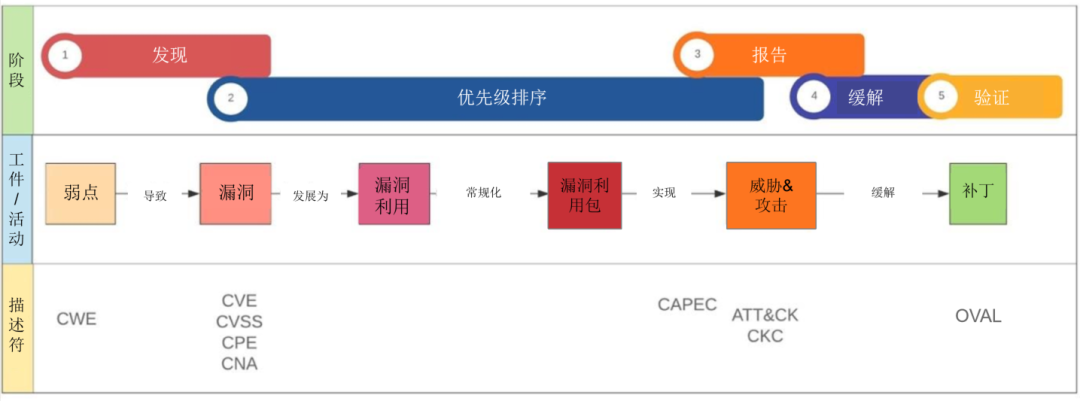 阶
段
1
发现
2
优先级排序
3
报告
4
缓解
5
验证
工
件
/
活
动
弱点
导致
漏洞
发展为
漏洞
利用
常规化
漏洞利
用包
实现
威胁&
攻击
缓解
补丁
描
述
符
CWE
CVE
CVSS
CPE
CNA
CAPEC
ATT&CK
CKC
OVAL